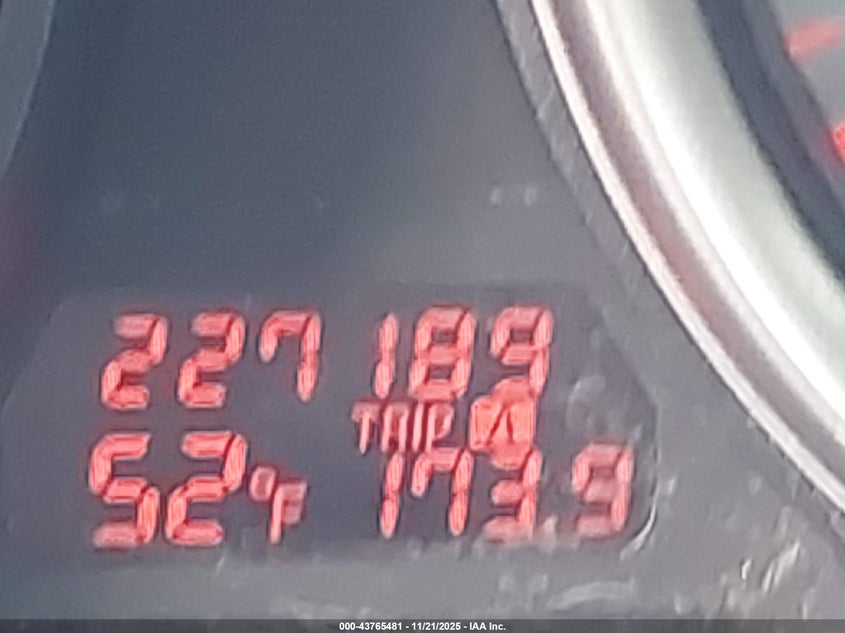 227189
TRIP A
52°F 173.9
000-43765481 - 11/21/2025 - IAA Inc.